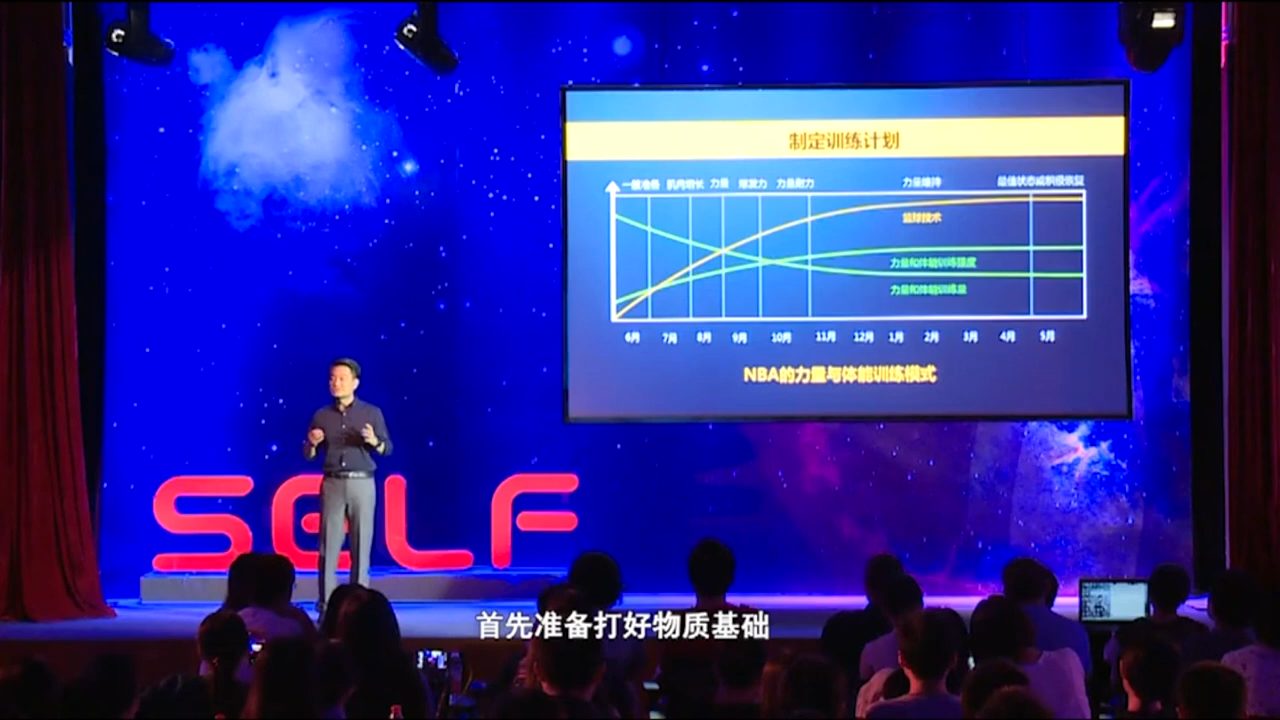 制定训练计划
一般准备 肌肉增长 力量 爆发力 力量耐力 力量维持 最佳状态减积极恢复
篮球技术
力量和体能训练强度
力量和体能训练量
6月 7月 8月 9月 10月 11月 12月 1月 2月 3月 4月 5月
NBA的力量与体能训练模式
SELF
首先准备打好物质基础